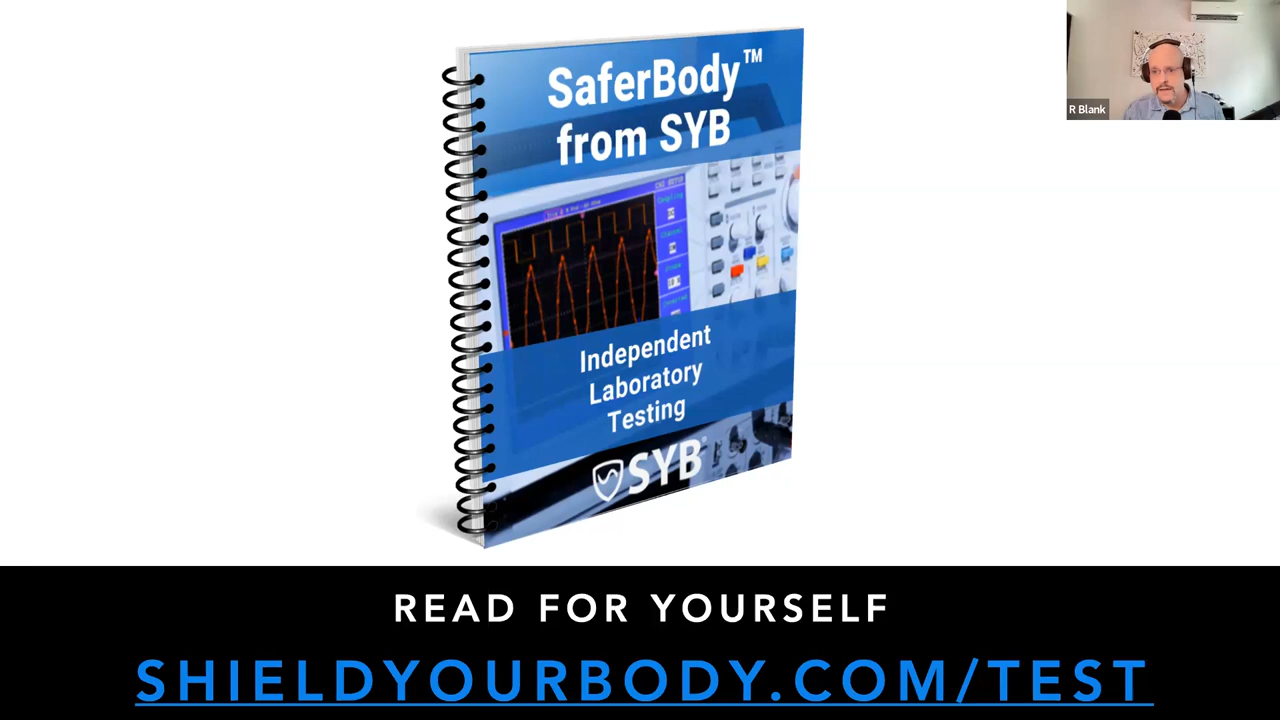 SaferBody™
from SYB
Independent
Laboratory
Testing
SYB®
R Blank
READ FOR YOURSELF
SHIELDYOURBODY.COM/TEST